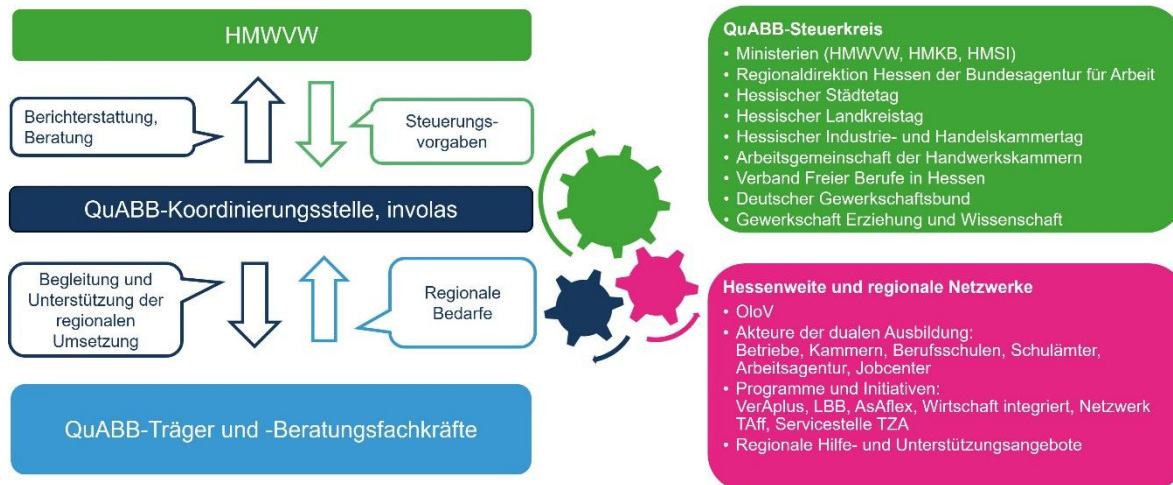 HMWVW
Berichterstattung,
Beratung
Steuerungs-
vorgaben
QuABB-Koordinierungsstelle, involas
Begleitung und
Unterstützung der
regionalen
Umsetzung
Regionale
Bedarfe
QuABB-Träger und -Beratungsfachkräfte
QuABB-Steuerkreis
• Ministerien (HMWVW, HMKB, HMSI)
• Regionaldirektion Hessen der Bundesagentur für Arbeit
• Hessischer Städtetag
• Hessischer Landkreistag
• Hessischer Industrie- und Handelskammertag
• Arbeitsgemeinschaft der Handwerkskammern
• Verband Freier Berufe in Hessen
• Deutscher Gewerkschaftsbund
• Gewerkschaft Erziehung und Wissenschaft
Hessenweite und regionale Netzwerke
• OloV
• Akteure der dualen Ausbildung:
Betriebe, Kammern, Berufsschulen, Schulämter,
Arbeitsagentur, Jobcenter
• Programme und Initiativen:
VerAplus, LBB, AsAflex, Wirtschaft integriert, Netzwerk
TAff, Servicestelle TZA
• Regionale Hilfe- und Unterstützungsangebote